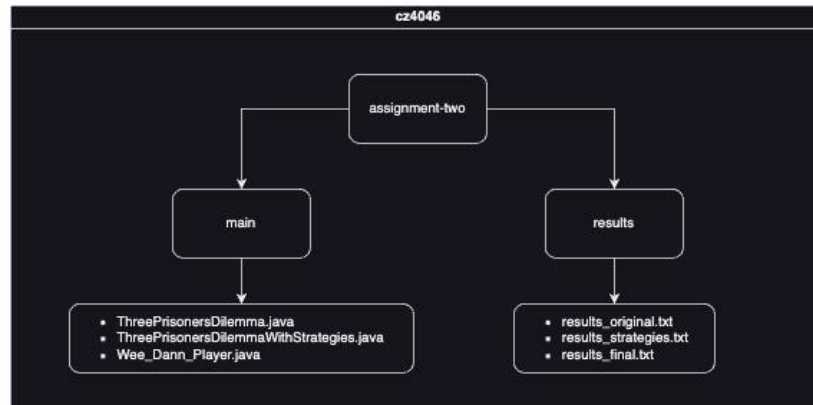 cz4046
assignment-two
main
results
ThreePrisonersDilemma.java
ThreePrisonersDilemmaWithStrategies.java
Wee_Dann_Player.java
results_original.txt
results_strategies.txt
results_final.txt